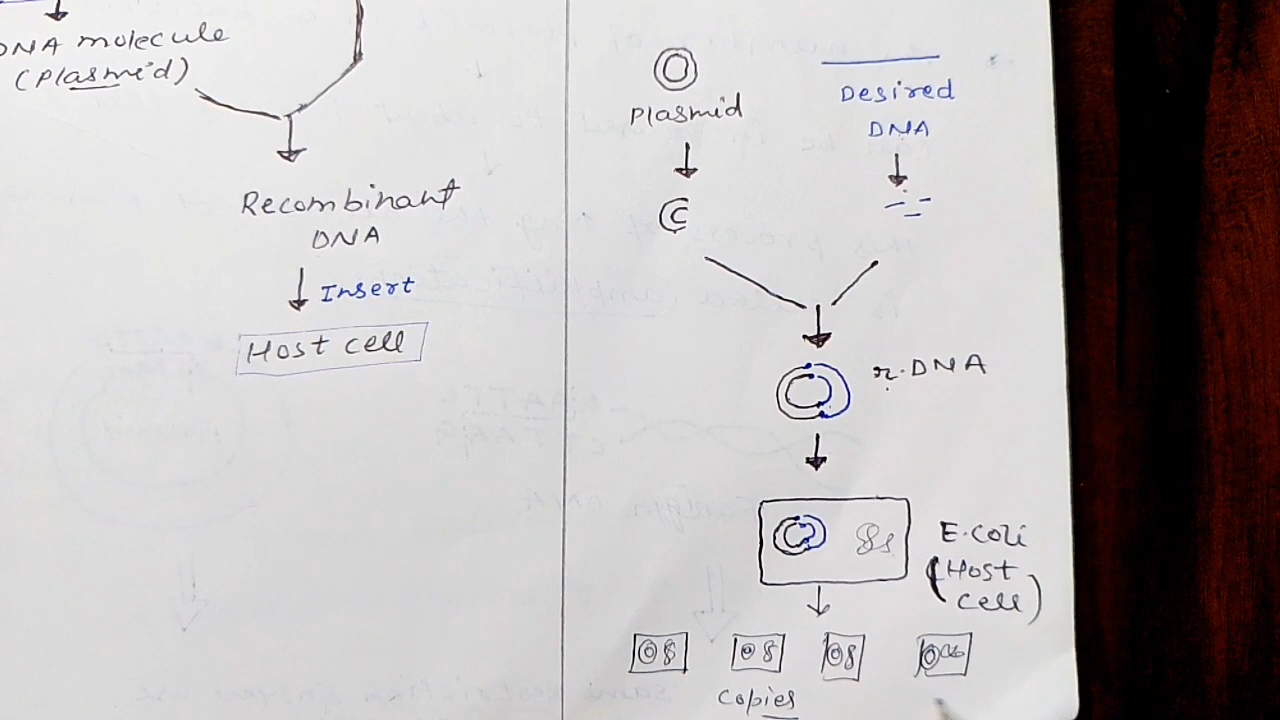 DNA molecule
(Plasmid)
Recombinant
DNA
Insert
Host cell
Plasmid
Desired
DNA
r.DNA
E.coli
(Host
cell)
copies